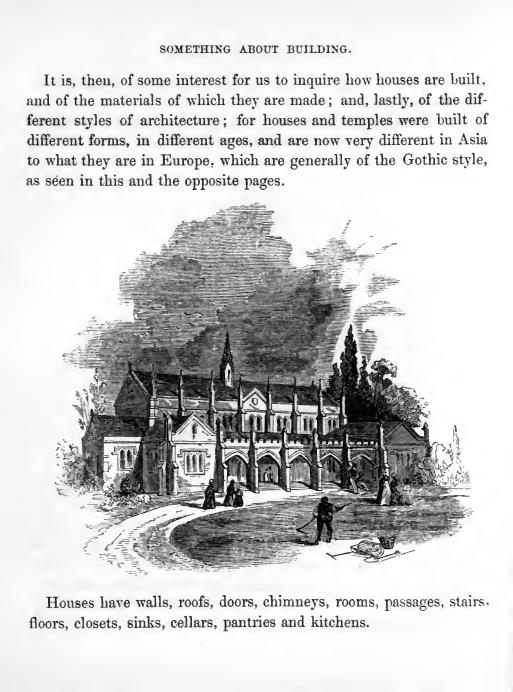 SOMETHING ABOUT BUILDING.
It is, then, of some interest for us to inquire how houses are built,
and of the materials of which they are made; and, lastly, of the dif-
ferent styles of architecture; for houses and temples were built of
different forms, in different ages, and are now very different in Asia
to what they are in Europe, which are generally of the Gothic style,
as seen in this and the opposite pages.
Houses have walls, roofs, doors, chimneys, rooms, passages, stairs,
floors, closets, sinks, cellars, pantries and kitchens.